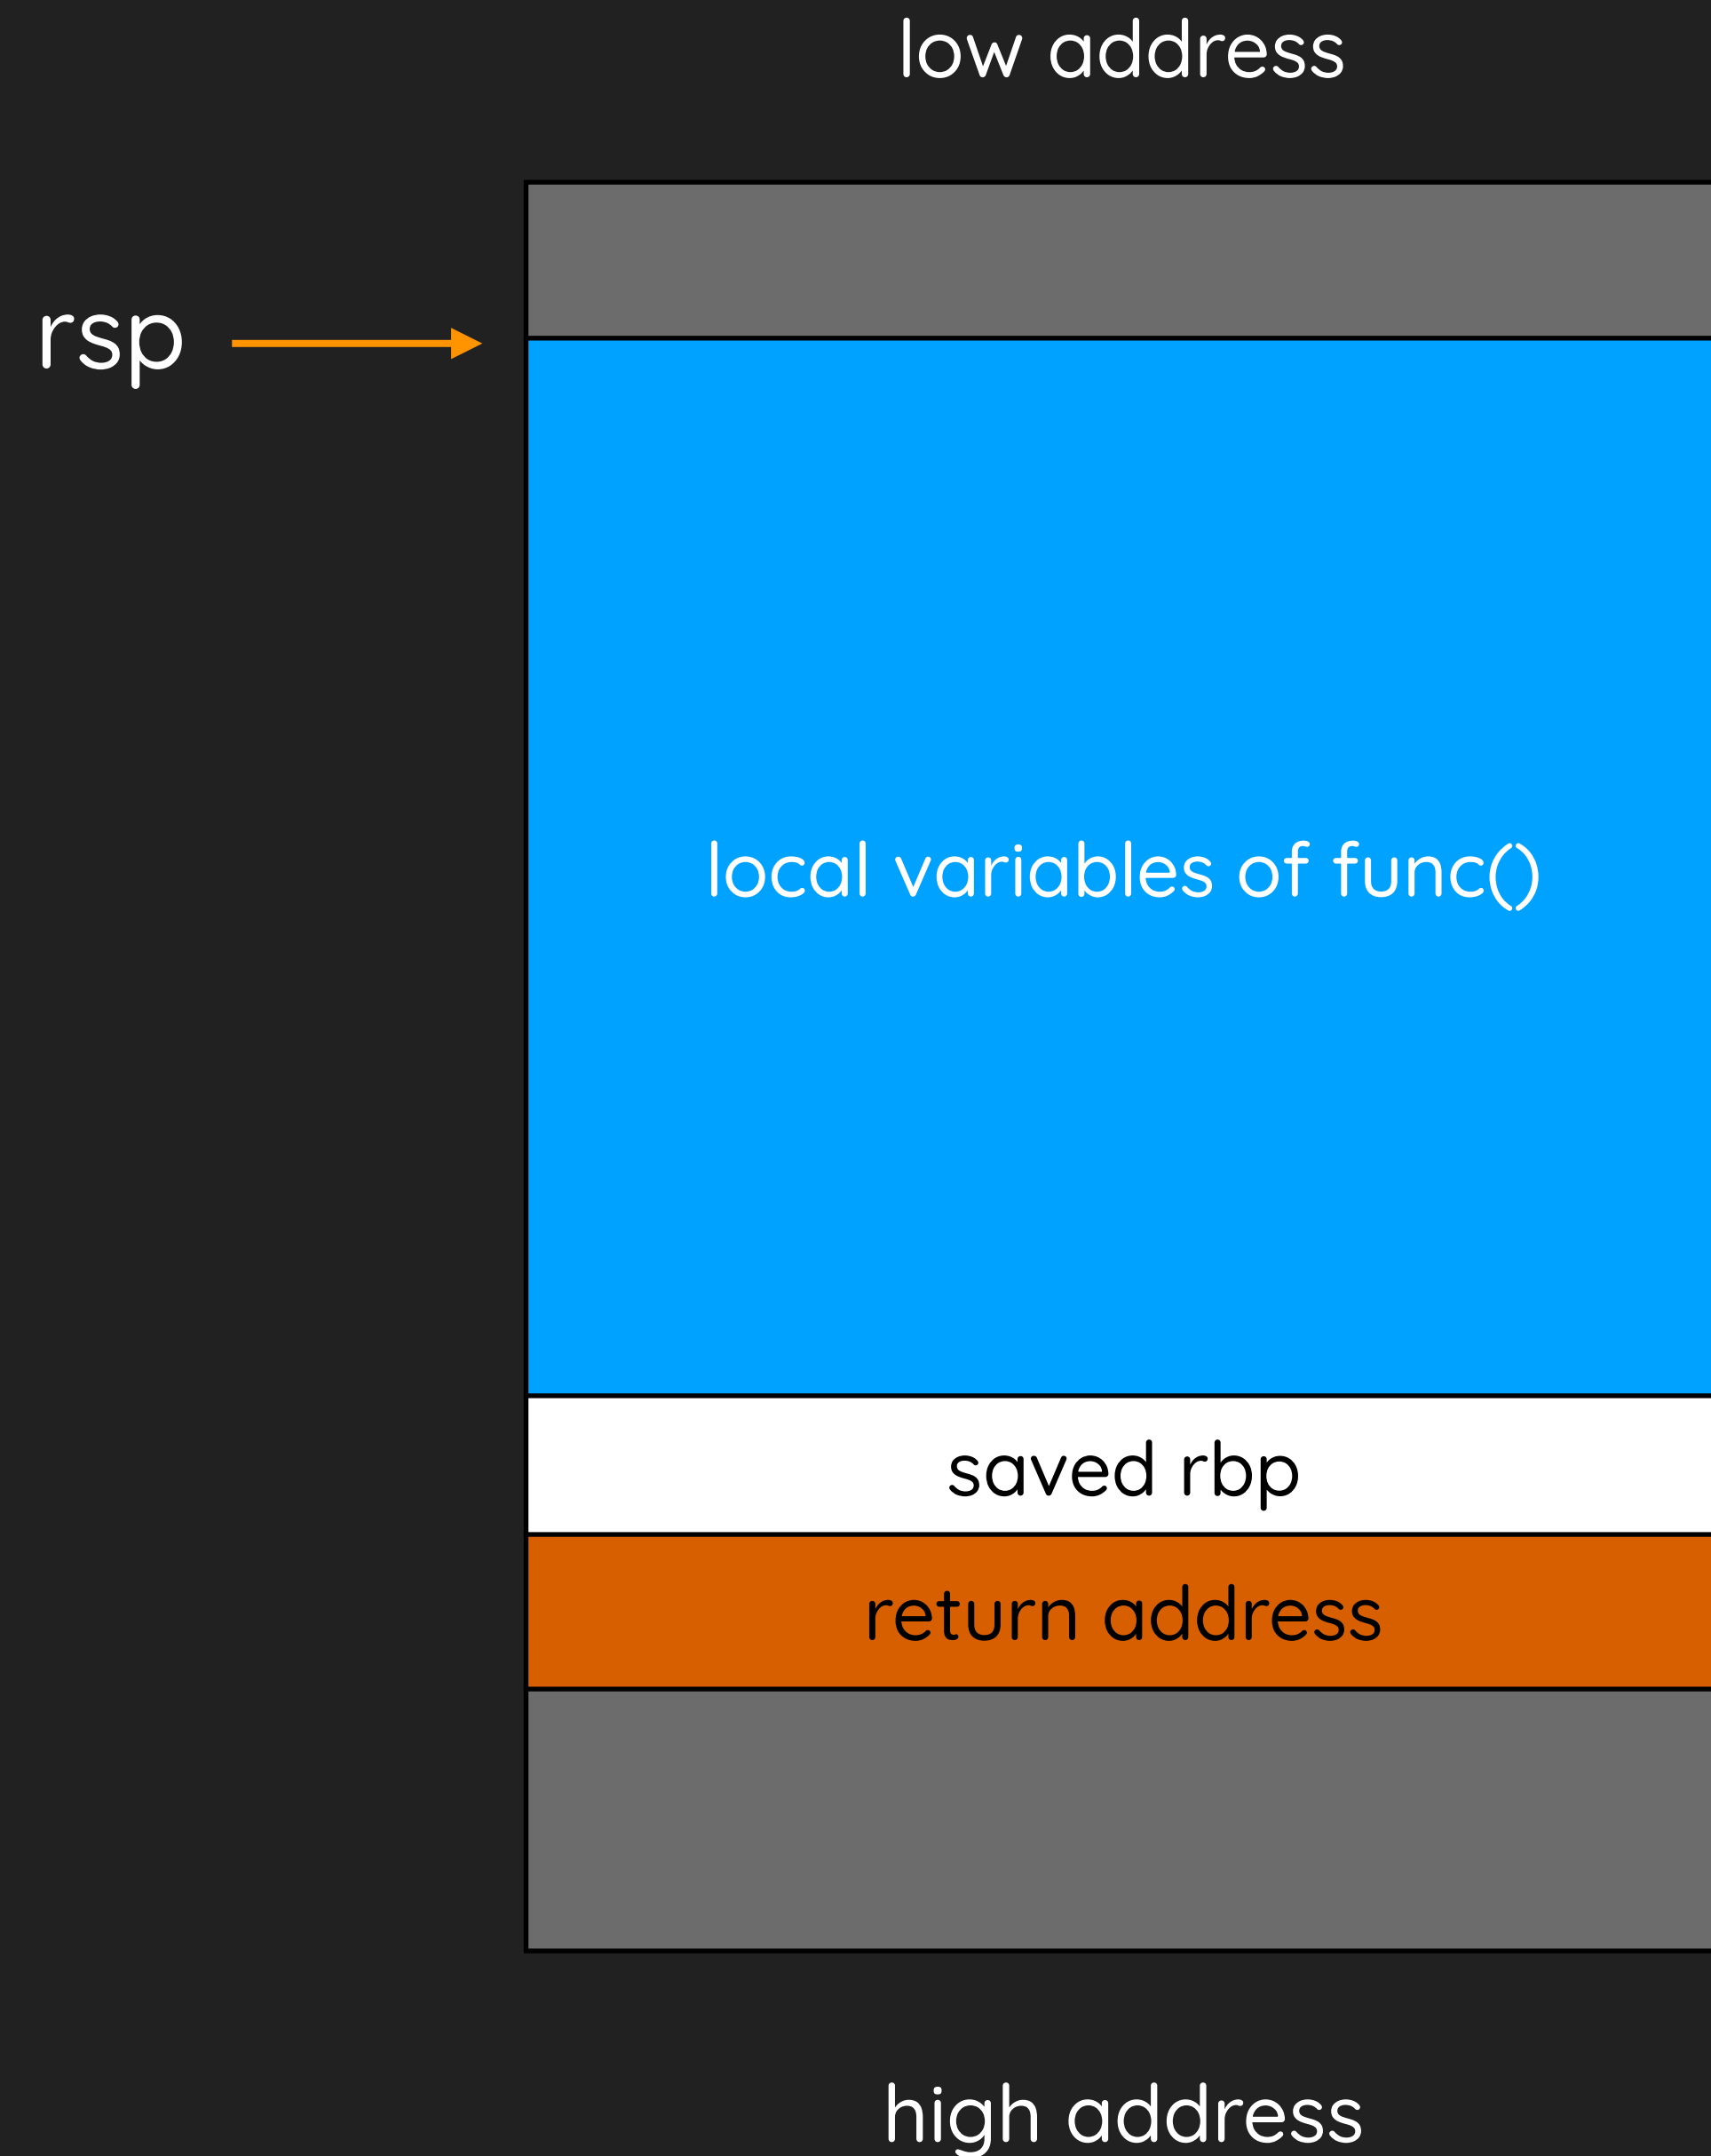 low address
rsp
local variables of func()
saved rbp
return address
high address